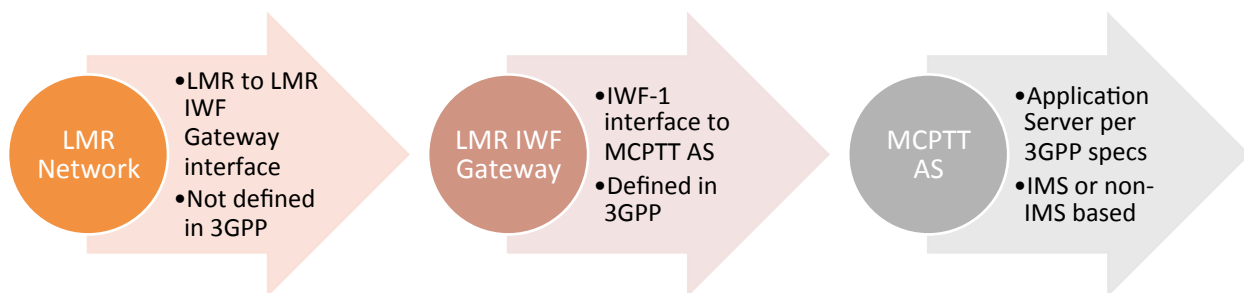 LMR
Network
•LMR to LMR
IWF
Gateway
interface
•Not defined
in 3GPP
LMR IWF
Gateway
•IWF-1
interface to
MCPTT AS
•Defined in
3GPP
MCPTT
AS
•Application
Server per
3GPP specs
•IMS or non-
IMS based